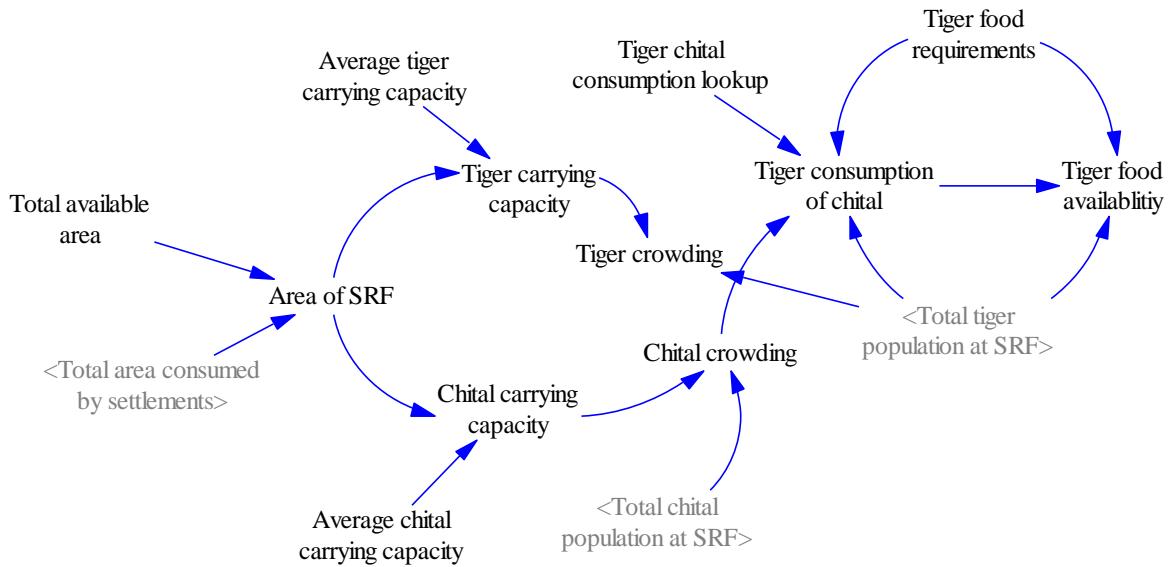 Tiger food
requirements
Tiger chital
consumption lookup
Average tiger
carrying capacity
Tiger carrying
capacity
Tiger consumption
of chital
Tiger food
availabitiy
Total available
area
Tiger crowding
Area of SRF
<Total tiger
population at SRF>
Chital crowding
<Total area consumed
by settlements>
Chital carrying
capacity
<Total chital
population at SRF>
Average chital
carrying capacity